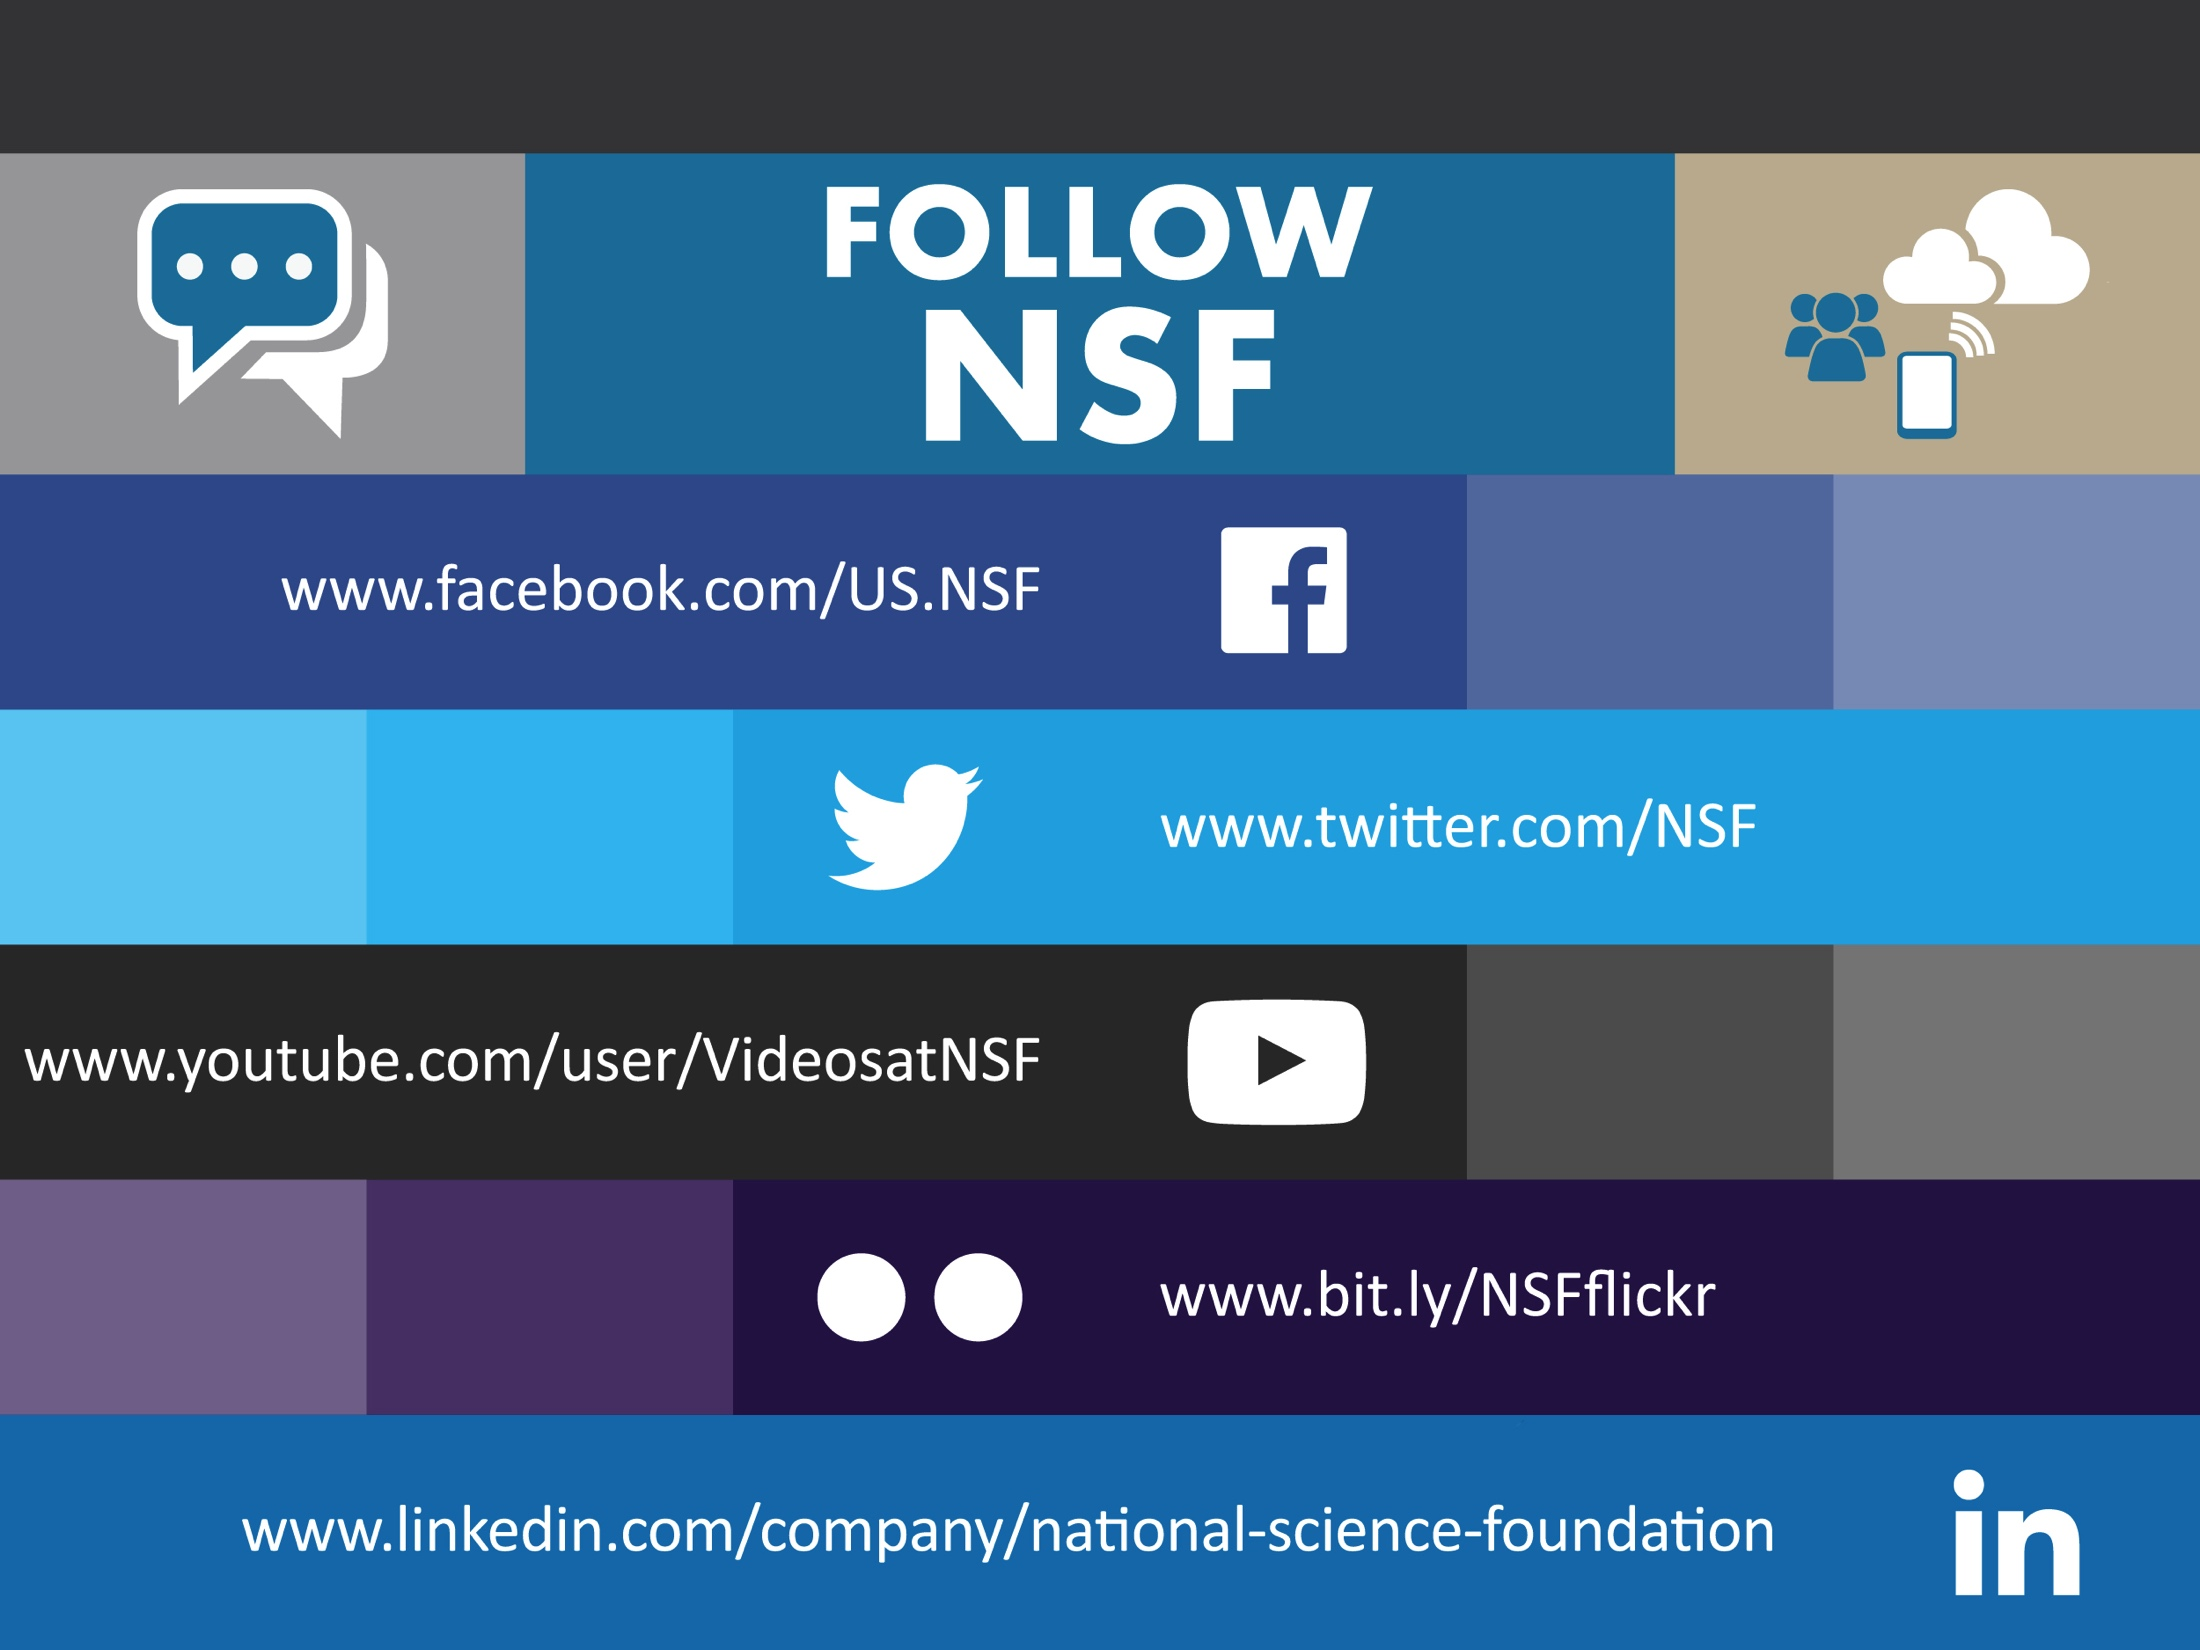 FOLLOW
NSF
www.facebook.com/US.NSF
www.twitter.com/NSF
www.youtube.com/user/VideosatNSF
www.bit.ly/NSFflickr
www.linkedin.com/company/national-science-foundation
in